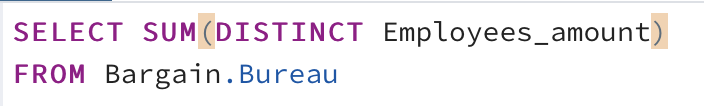 SELECT SUM(DISTINCT Employees_amount)
FROM Bargain.Bureau